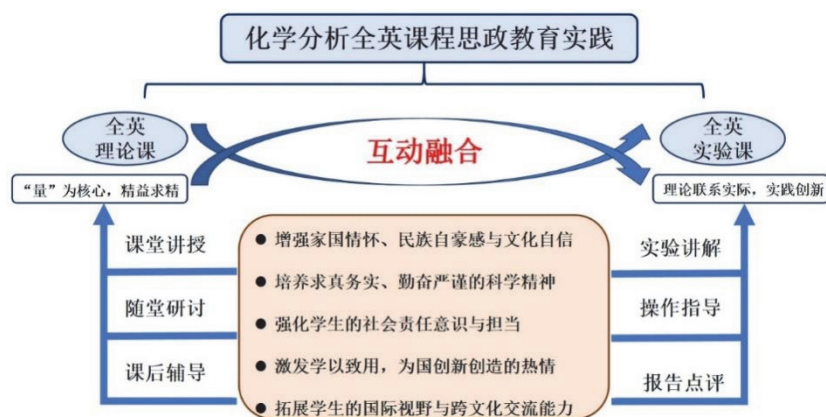 化学分析全英课程思政教育实践
全英
理论课
互动融合
全英
实验课
“量”为核心，精益求精
理论联系实际，实践创新
课堂讲授
随堂研讨
课后辅导
● 增强家国情怀、民族自豪感与文化自信
● 培养求真务实、勤奋严谨的科学精神
● 强化学生的社会责任意识与担当
● 激发学以致用，为国创新创造的热情
● 拓展学生的国际视野与跨文化交流能力
实验讲解
操作指导
报告点评